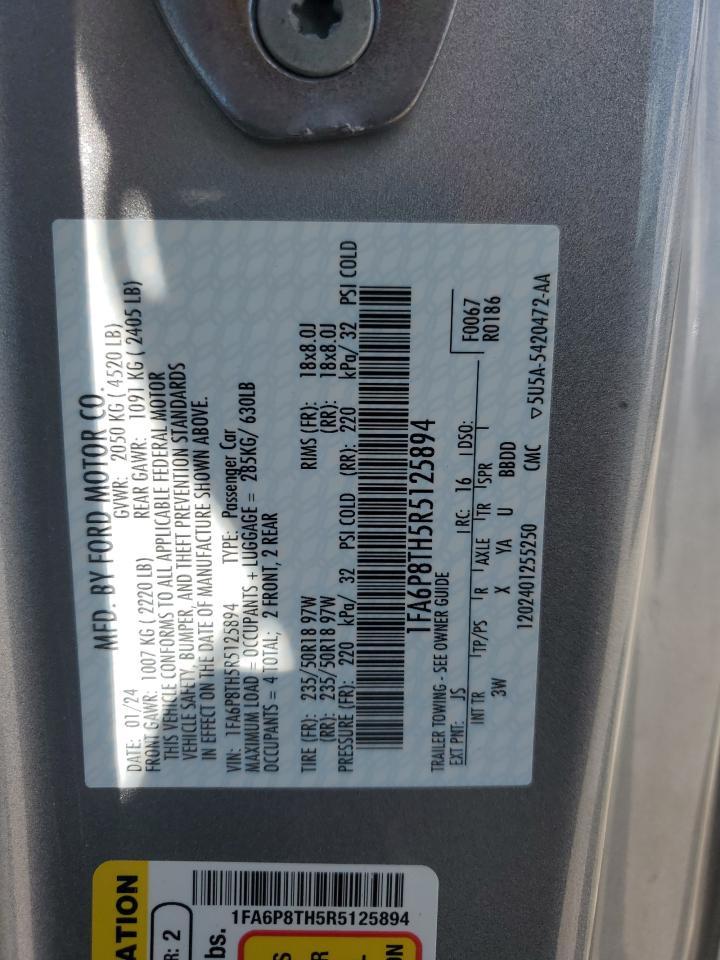 MFD. BY FORD MOTOR CO.
DATE: 01/24 GVWR: 2050 KG ( 4520 LB)
FRONT GAWR: 1007 KG ( 2220 LB) REAR GAWR: 1091 KG ( 2405 LB)
THIS VEHICLE CONFORMS TO ALL APPLICABLE FEDERAL MOTOR
VEHICLE SAFETY, BUMPER, AND THEFT PREVENTION STANDARDS
IN EFFECT ON THE DATE OF MANUFACTURE SHOWN ABOVE.
VIN: 1FA6P8TH5R5125894 TYPE: Passenger Car
MAXIMUM LOAD = OCCUPANTS + LUGGAGE = 285KG/ 630LB
OCCUPANTS = 4 TOTAL; 2 FRONT, 2 REAR
TIRE (FR): 235/50R18 97W RIMS (FR): 18x8.0J
(RR): 235/50R18 97W (RR): 18x8.0J
PRESSURE (FR): 220 kPa/ 32 PSI COLD (RR): 220 kPa/ 32 PSI COLD
1FA6P8TH5R5125894
TRAILER TOWING - SEE OWNER GUIDE
EXT PNT: JS RC: 16 DSO: F0067
R0186
INT TR TP/PS R AXLE TR SPR
3W X YA U BBDD
1202401255250 CMC ▽5U5A-5420472-AA
ATION
R: 2
lbs.
1FA6P8TH5R5125894
S
R
L
ON